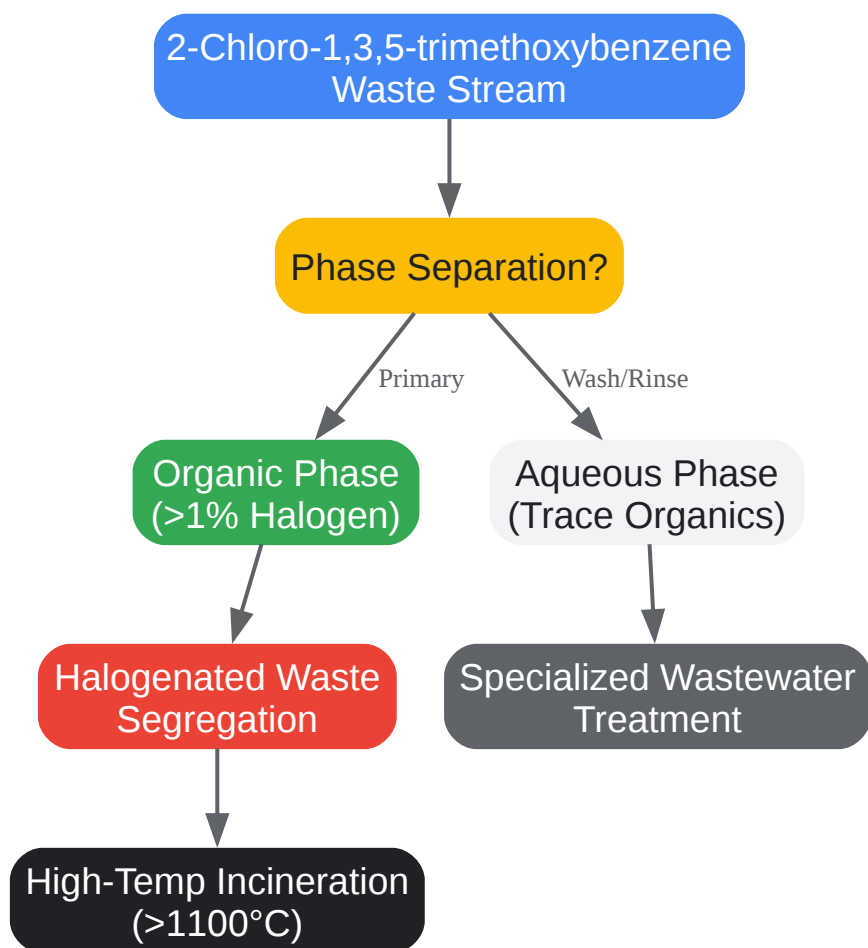 2-Chloro-1,3,5-trimethoxybenzene
Waste Stream
Phase Separation?
Primary
Wash/Rinse
Organic Phase
(>1% Halogen)
Aqueous Phase
(Trace Organics)
Halogenated Waste
Segregation
Specialized Wastewater
Treatment
High-Temp Incineration
(>1100°C)